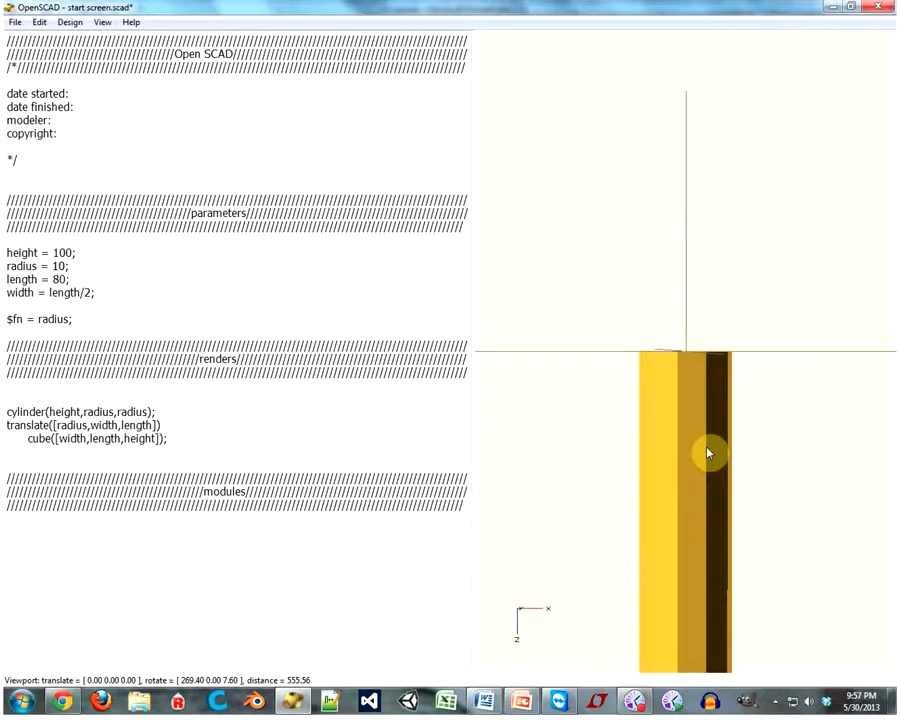 OpenSCAD - start screen.scad*
File Edit Design View Help
//////////////////////////////////////////////////////////////////////////////////////////////////////////////
////////////////////////////////////////Open SCAD////////////////////////////////////////////////////////
/*//////////////////////////////////////////////////////////////////////////////////////////////////////////
date started:
date finished:
modeler:
copyright:
*/
//////////////////////////////////////////////////////////////////////////////////////////////////////////////
////////////////////////////////////////////parameters/////////////////////////////////////////////////////
/////////////////////////////////////////////////////////////////////////////////////////////////////////////
height = 100;
radius = 10;
length = 80;
width = length/2;
$fn = radius;
//////////////////////////////////////////////////////////////////////////////////////////////////////////////
//////////////////////////////////////////////renders///////////////////////////////////////////////////////
//////////////////////////////////////////////////////////////////////////////////////////////////////////////
cylinder(height,radius,radius);
translate([radius,width,length])
cube([width,length,height]);
//////////////////////////////////////////////////////////////////////////////////////////////////////////////
///////////////////////////////////////////////modules//////////////////////////////////////////////////////
/////////////////////////////////////////////////////////////////////////////////////////////////////////////
x
z
Viewport: translate = [ 0.00 0.00 0.00 ], rotate = [ 269.40 0.00 7.60 ], distance = 555.56
9:57 PM
5/30/2013